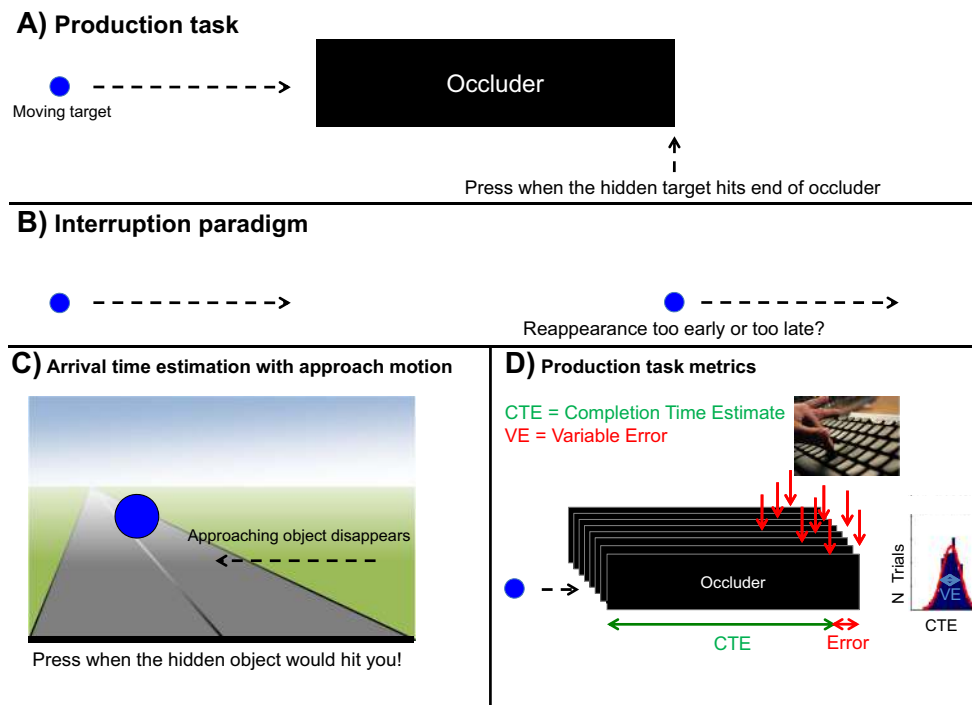 A) Production task
Occluder
Moving target
Press when the hidden target hits end of occluder
B) Interruption paradigm
Reappearance too early or too late?
C) Arrival time estimation with approach motion
Approaching object disappears
Press when the hidden object would hit you!
D) Production task metrics
CTE = Completion Time Estimate
VE = Variable Error
Occluder
CTE
Error
N Trials
VE
CTE